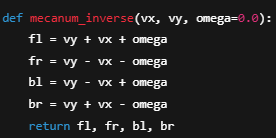 def mecanum_inverse(vx, vy, omega=0.0):
    fl = vy + vx + omega
    fr = vy - vx - omega
    bl = vy - vx + omega
    br = vy + vx - omega
    return fl, fr, bl, br